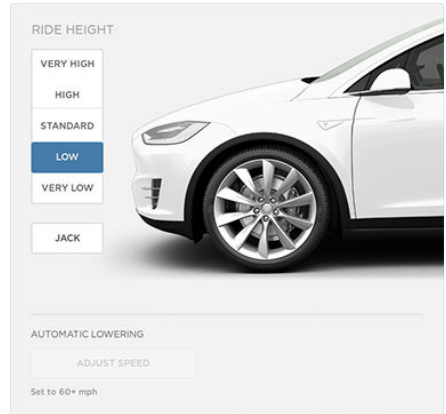 RIDE HEIGHT
VERY HIGH
HIGH
STANDARD
LOW
VERY LOW
JACK
AUTOMATIC LOWERING
ADJUST SPEED
Set to 60+ mph